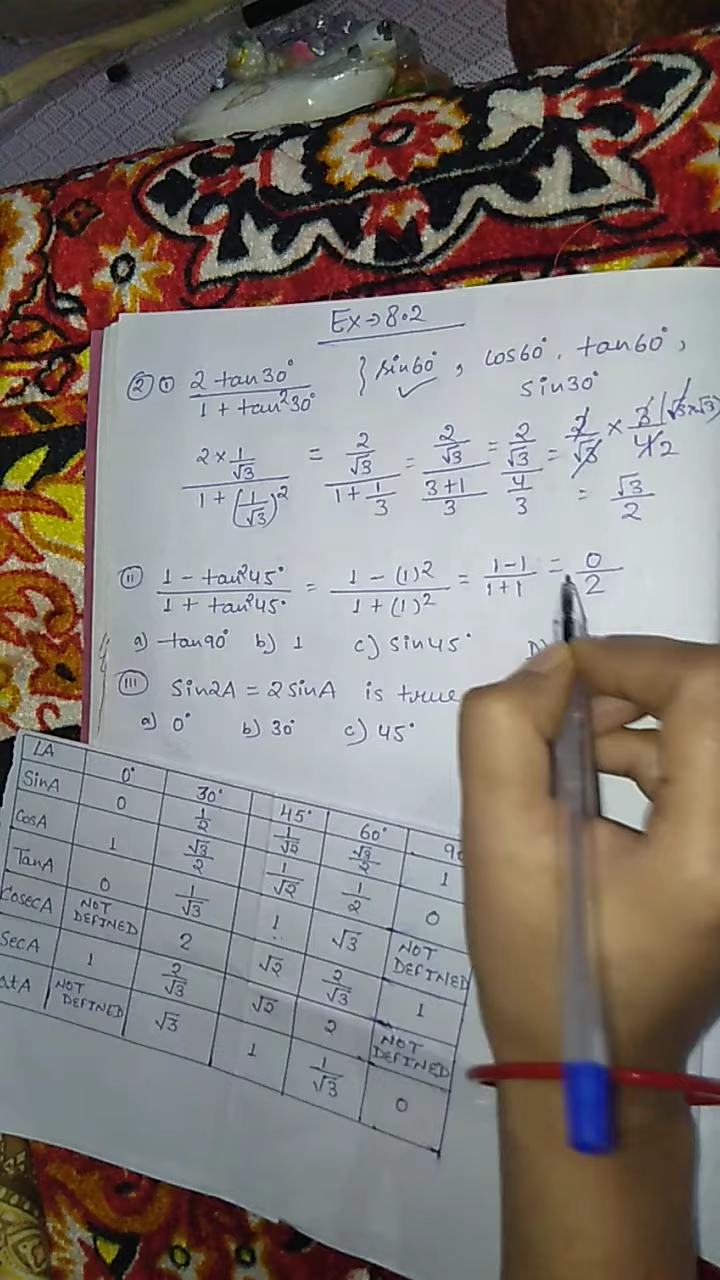 Ex→8.2
② ① 2 tan30° / 1 + tan²30° } sin60°, cos60°, tan60°,
sin30°
2 × 1/√3 / 1 + (1/√3)² = 2/√3 / 1 + 1/3 = 2/√3 / 3+1/3 = 2/√3 / 4/3 = 2/√3 × 3 (√3×√3) / 4 2
= √3/2
ⓘⓘ 1 - tan²45° / 1 + tan²45° = 1 - (1)² / 1 + (1)² = 1-1 / 1+1 = 0/2
a) tan90° b) 1 c) sin45°
ⓘⓘⓘ Sin2A = 2 sinA is true
a) 0° b) 30° c) 45°
∠A 0° 30° 45° 60°
SinA 0 1/2 1/√2 √3/2 1
CosA 1 √3/2 1/√2 1/2 0
TanA 0 1/√3 1 √3 NOT DEFINED
CosecA NOT DEFINED 2 √2 2/√3 1
SecA 1 2/√3 √2 2 NOT DEFINED
otA NOT DEFINED √3 1 1/√3 0